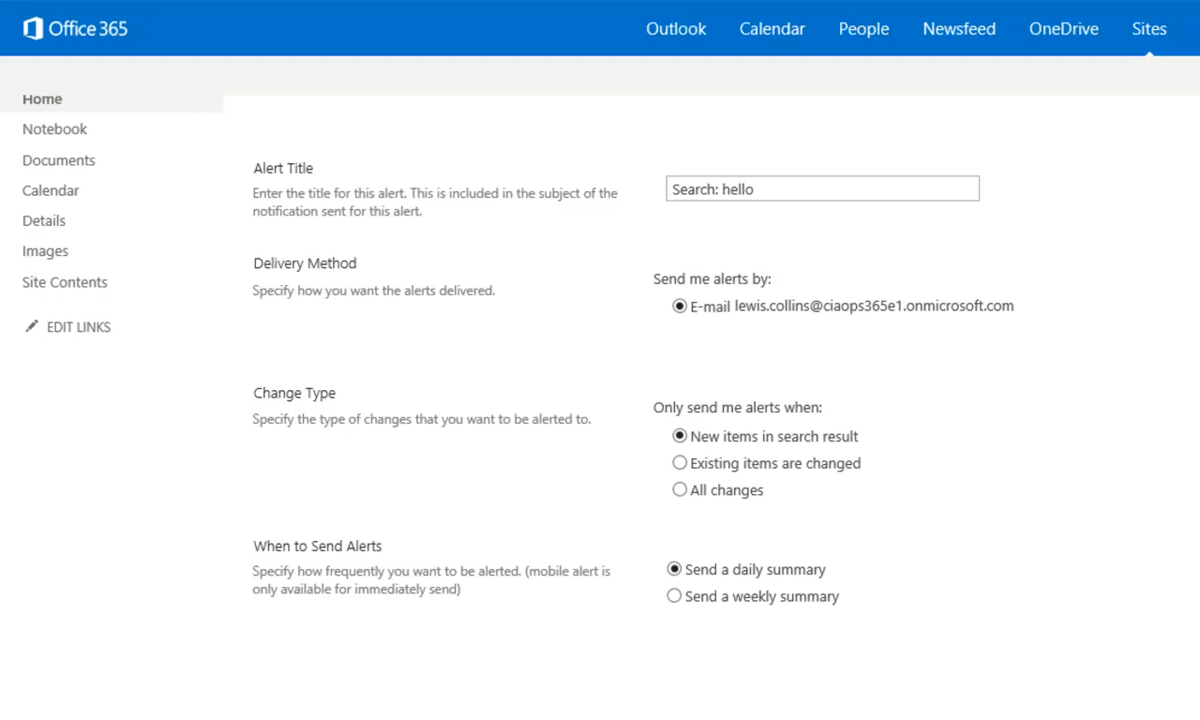 Office 365
Outlook Calendar People Newsfeed OneDrive Sites
Home
Notebook
Documents
Calendar
Details
Images
Site Contents
EDIT LINKS
Alert Title
Enter the title for this alert. This is included in the subject of the
notification sent for this alert.
Search: hello
Delivery Method
Specify how you want the alerts delivered.
Send me alerts by:
E-mail lewis.collins@ciaops365e1.onmicrosoft.com
Change Type
Specify the type of changes that you want to be alerted to.
Only send me alerts when:
New items in search result
Existing items are changed
All changes
When to Send Alerts
Specify how frequently you want to be alerted. (mobile alert is
only available for immediately send)
Send a daily summary
Send a weekly summary